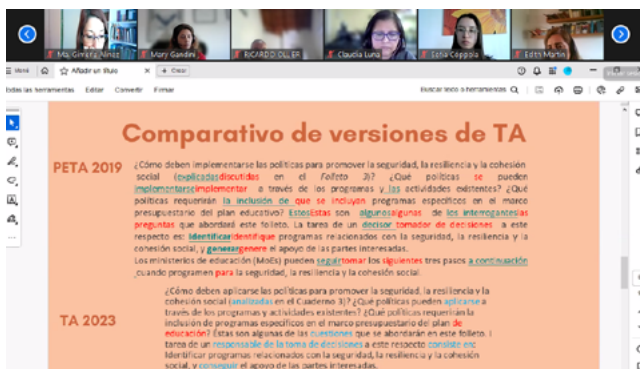 Ma. Gimena Ainet
Mary Gandini
RICARDO OLLER
Claudia Luna
Sofía Cóppola
Edith Martin
Menú
Añadir un título
Crear
Todas las herramientas Editar Convertir Firmar
Buscar texto o herramientas
Comparativo de versiones de TA
PETA 2019
¿Cómo deben implementarse las políticas para promover la seguridad, la resiliencia y la cohesión
social (explicadasdiscutidas en el Folleto 3)? ¿Qué políticas se pueden
implementarseimplementar a través de los programas y las actividades existentes? ¿Qué
políticas requerirán la inclusión de que se incluyan programas específicos en el marco
presupuestario del plan educativo? EstosEstas son algunosalgunas de los interroganteslas
preguntas que abordará este folleto. La tarea de un decisor tomador de decisiones a este
respecto es: IdentificarIdentifique programas relacionados con la seguridad, la resiliencia y la
cohesión social, y generargenere el apoyo de las partes interesadas.
Los ministerios de educación (MoEs) pueden seguirtomar los siguientes tres pasos a continuación
cuando programen para la seguridad, la resiliencia y la cohesión social.
TA 2023
¿Cómo deben aplicarse las políticas para promover la seguridad, la resiliencia y la
cohesión social (analizadas en el Cuaderno 3)? ¿Qué políticas pueden aplicarse a
través de los programas y actividades existentes? ¿Qué políticas requerirán la
inclusión de programas específicos en el marco presupuestario del plan de
educación? Éstas son algunas de las cuestiones que se abordarán en este folleto. l
tarea de un responsable de la toma de decisiones a este respecto consiste en:
Identificar programas relacionados con la seguridad, la resiliencia y la cohesión
social, y conseguir el apoyo de las partes interesadas.